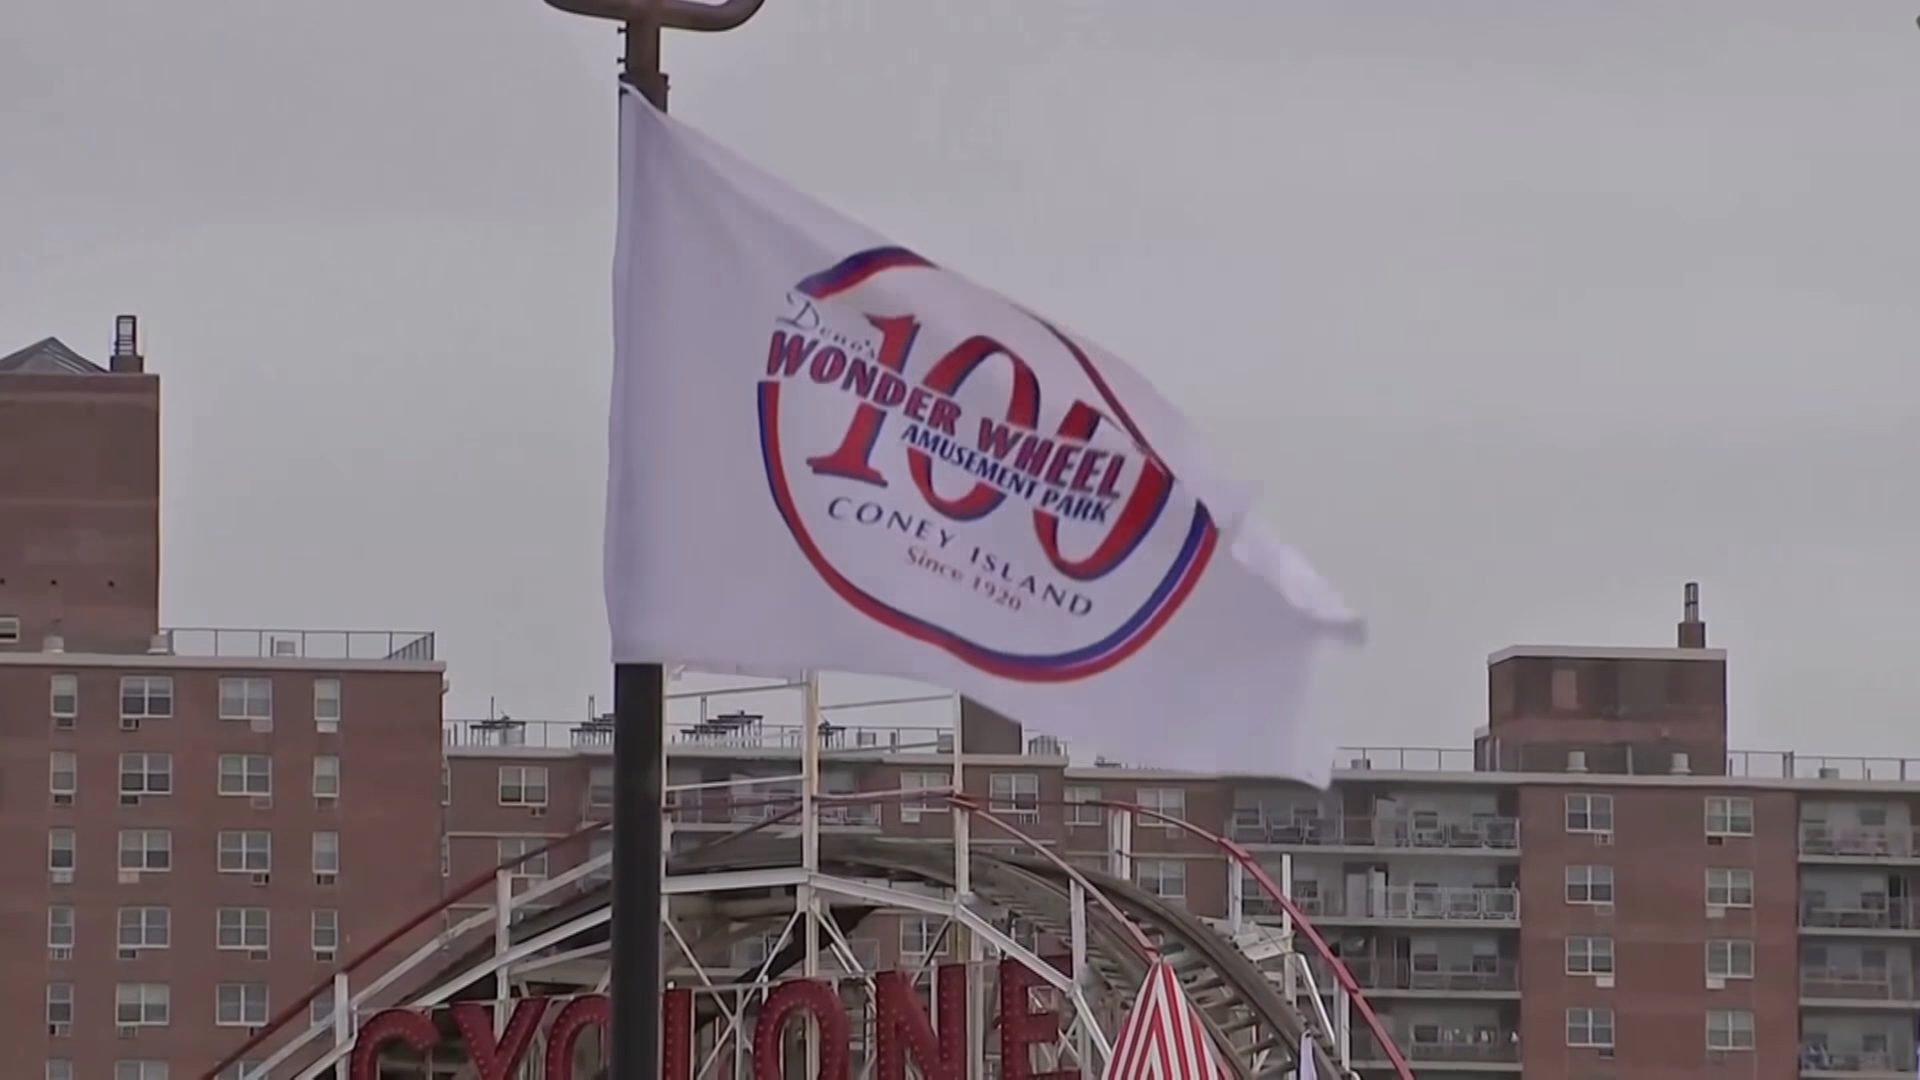 Deno's
100
WONDER WHEEL
AMUSEMENT PARK
CONEY ISLAND
Since 1920
CYCLONE